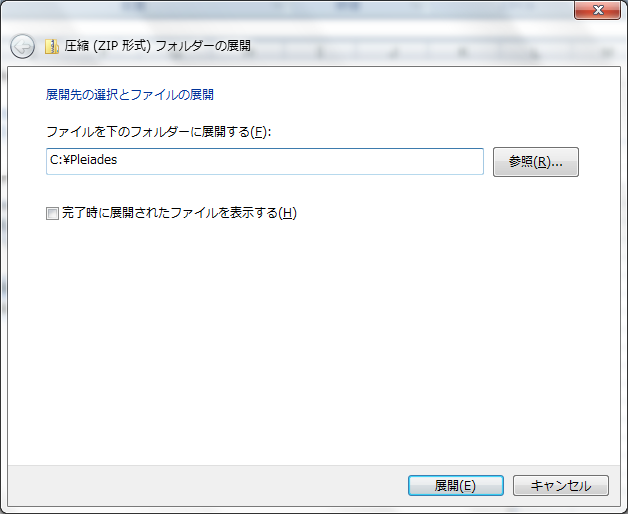 圧縮 (ZIP 形式) フォルダーの展開
展開先の選択とファイルの展開
ファイルを下のフォルダーに展開する(F):
C:¥Pleiades
参照(R)...
完了時に展開されたファイルを表示する(H)
展開(E)
キャンセル